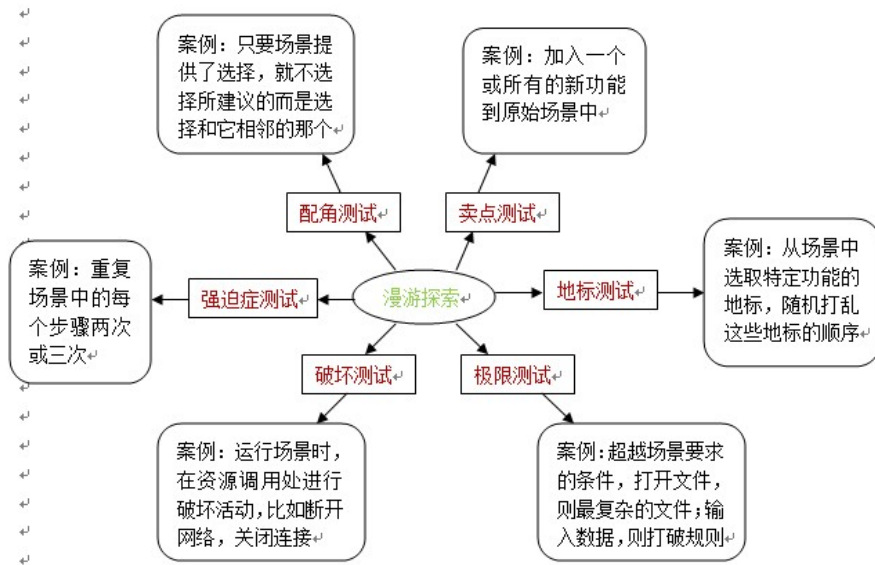 案例：只要场景提
供了选择，就不选
择所建议的而是选
择和它相邻的那个
案例：加入一个
或所有的新功能
到原始场景中
配角测试
卖点测试
案例：重复
场景中的每
个步骤两次
或三次
强迫症测试
漫游探索
地标测试
案例：从场景中
选取特定功能的
地标，随机打乱
这些地标的顺序
破坏测试
极限测试
案例：运行场景时，
在资源调用处进行
破坏活动，比如断开
网络，关闭连接
案例:超越场景要求
的条件，打开文件，
则最复杂的文件;输
入数据，则打破规则